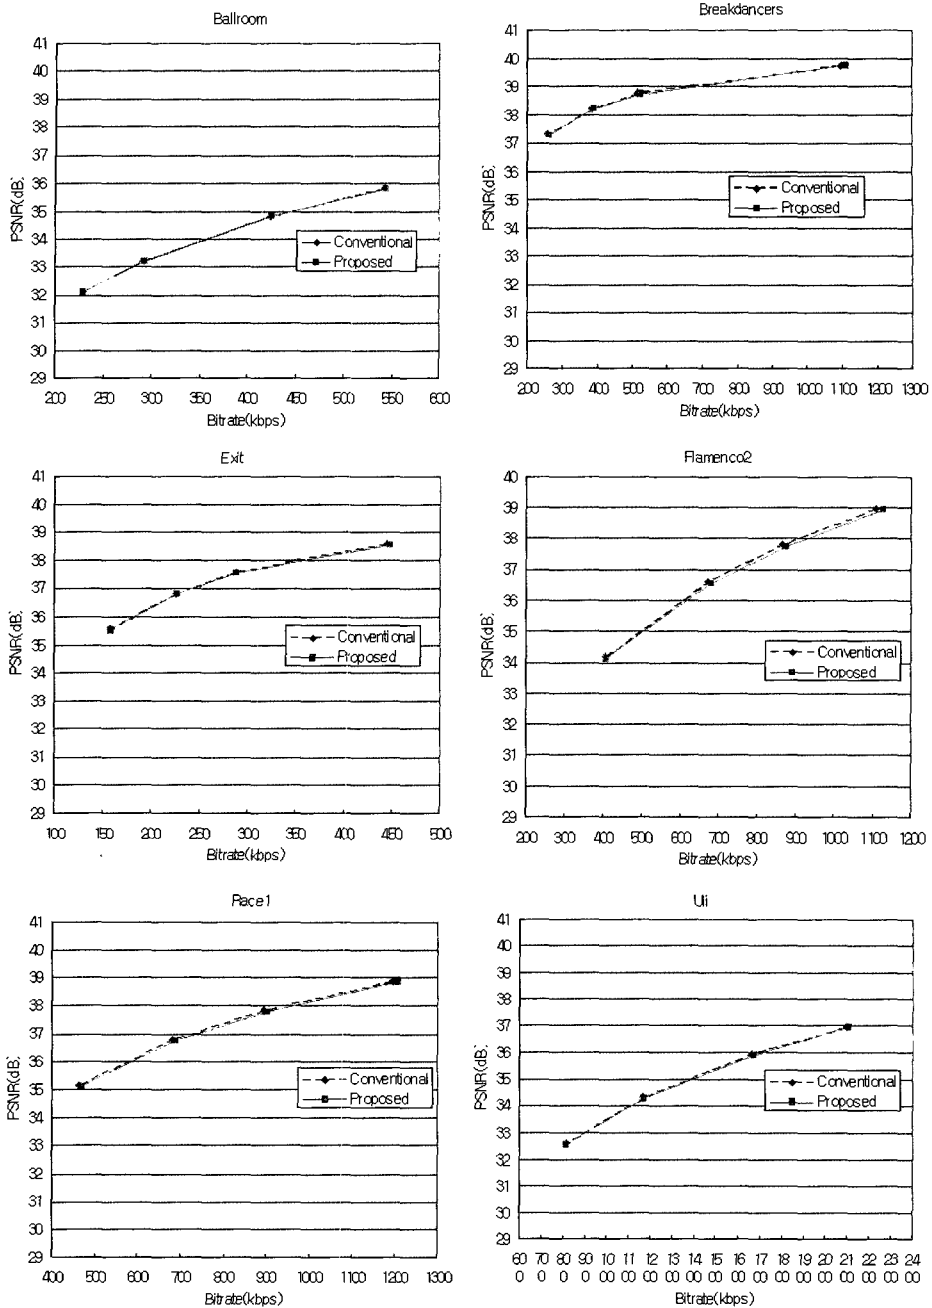 Ballroom
41
40
39
38
37
36
35
34
33
32
31
30
29
PSNR(dB)
Conventional
Proposed
200 250 300 350 400 450 500 550 600
Bitrate(kbps)
Breakdancers
41
40
39
38
37
36
35
34
33
32
31
30
29
PSNR(dB)
Conventional
Proposed
200 300 400 500 600 700 800 900 1000 1100 1200 1300
Bitrate(kbps)
Exit
41
40
39
38
37
36
35
34
33
32
31
30
29
PSNR(dB)
Conventional
Proposed
100 150 200 250 300 350 400 450 500
Bitrate(kbps)
Flamenco2
41
40
39
38
37
36
35
34
33
32
31
30
29
PSNR(dB)
Conventional
Proposed
200 300 400 500 600 700 800 900 1000 1100 1200
Bitrate(kbps)
Race1
41
40
39
38
37
36
35
34
33
32
31
30
29
PSNR(dB)
Conventional
Proposed
400 500 600 700 800 900 1000 1100 1200 1300
Bitrate(kbps)
Uli
41
40
39
38
37
36
35
34
33
32
31
30
29
PSNR(dB)
Conventional
Proposed
60 70 80 90 10 11 12 13 14 15 16 17 18 19 20 21 22 23 24
0 0 0 0 00 00 00 00 00 00 00 00 00 00 00 00 00 00 00
Bitrate(kbps)